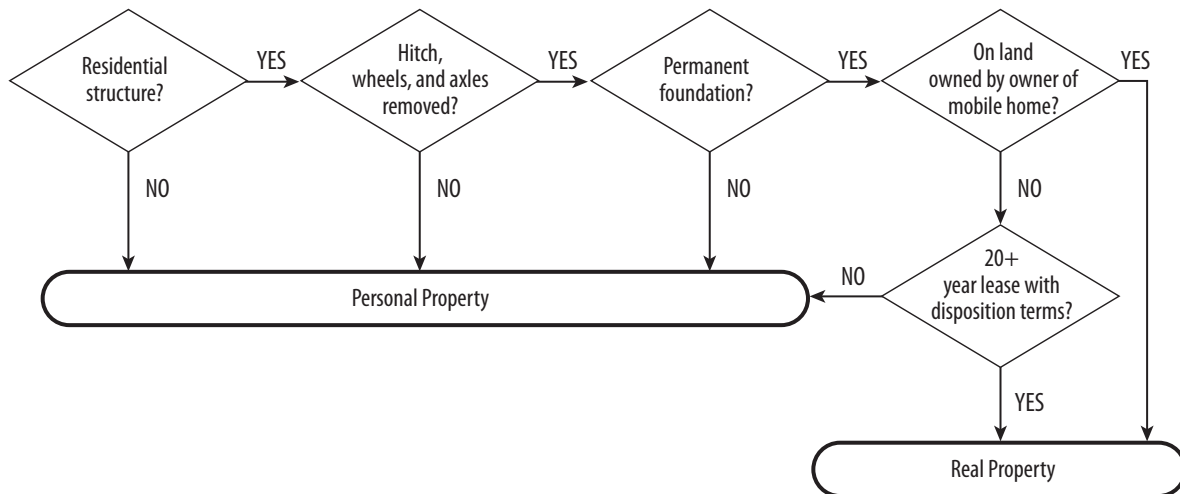 Residential
structure?
YES
Hitch,
wheels, and axles
removed?
YES
Permanent
foundation?
YES
On land
owned by owner of
mobile home?
YES
NO
NO
NO
NO
20+
year lease with
disposition terms?
NO
Personal Property
YES
Real Property